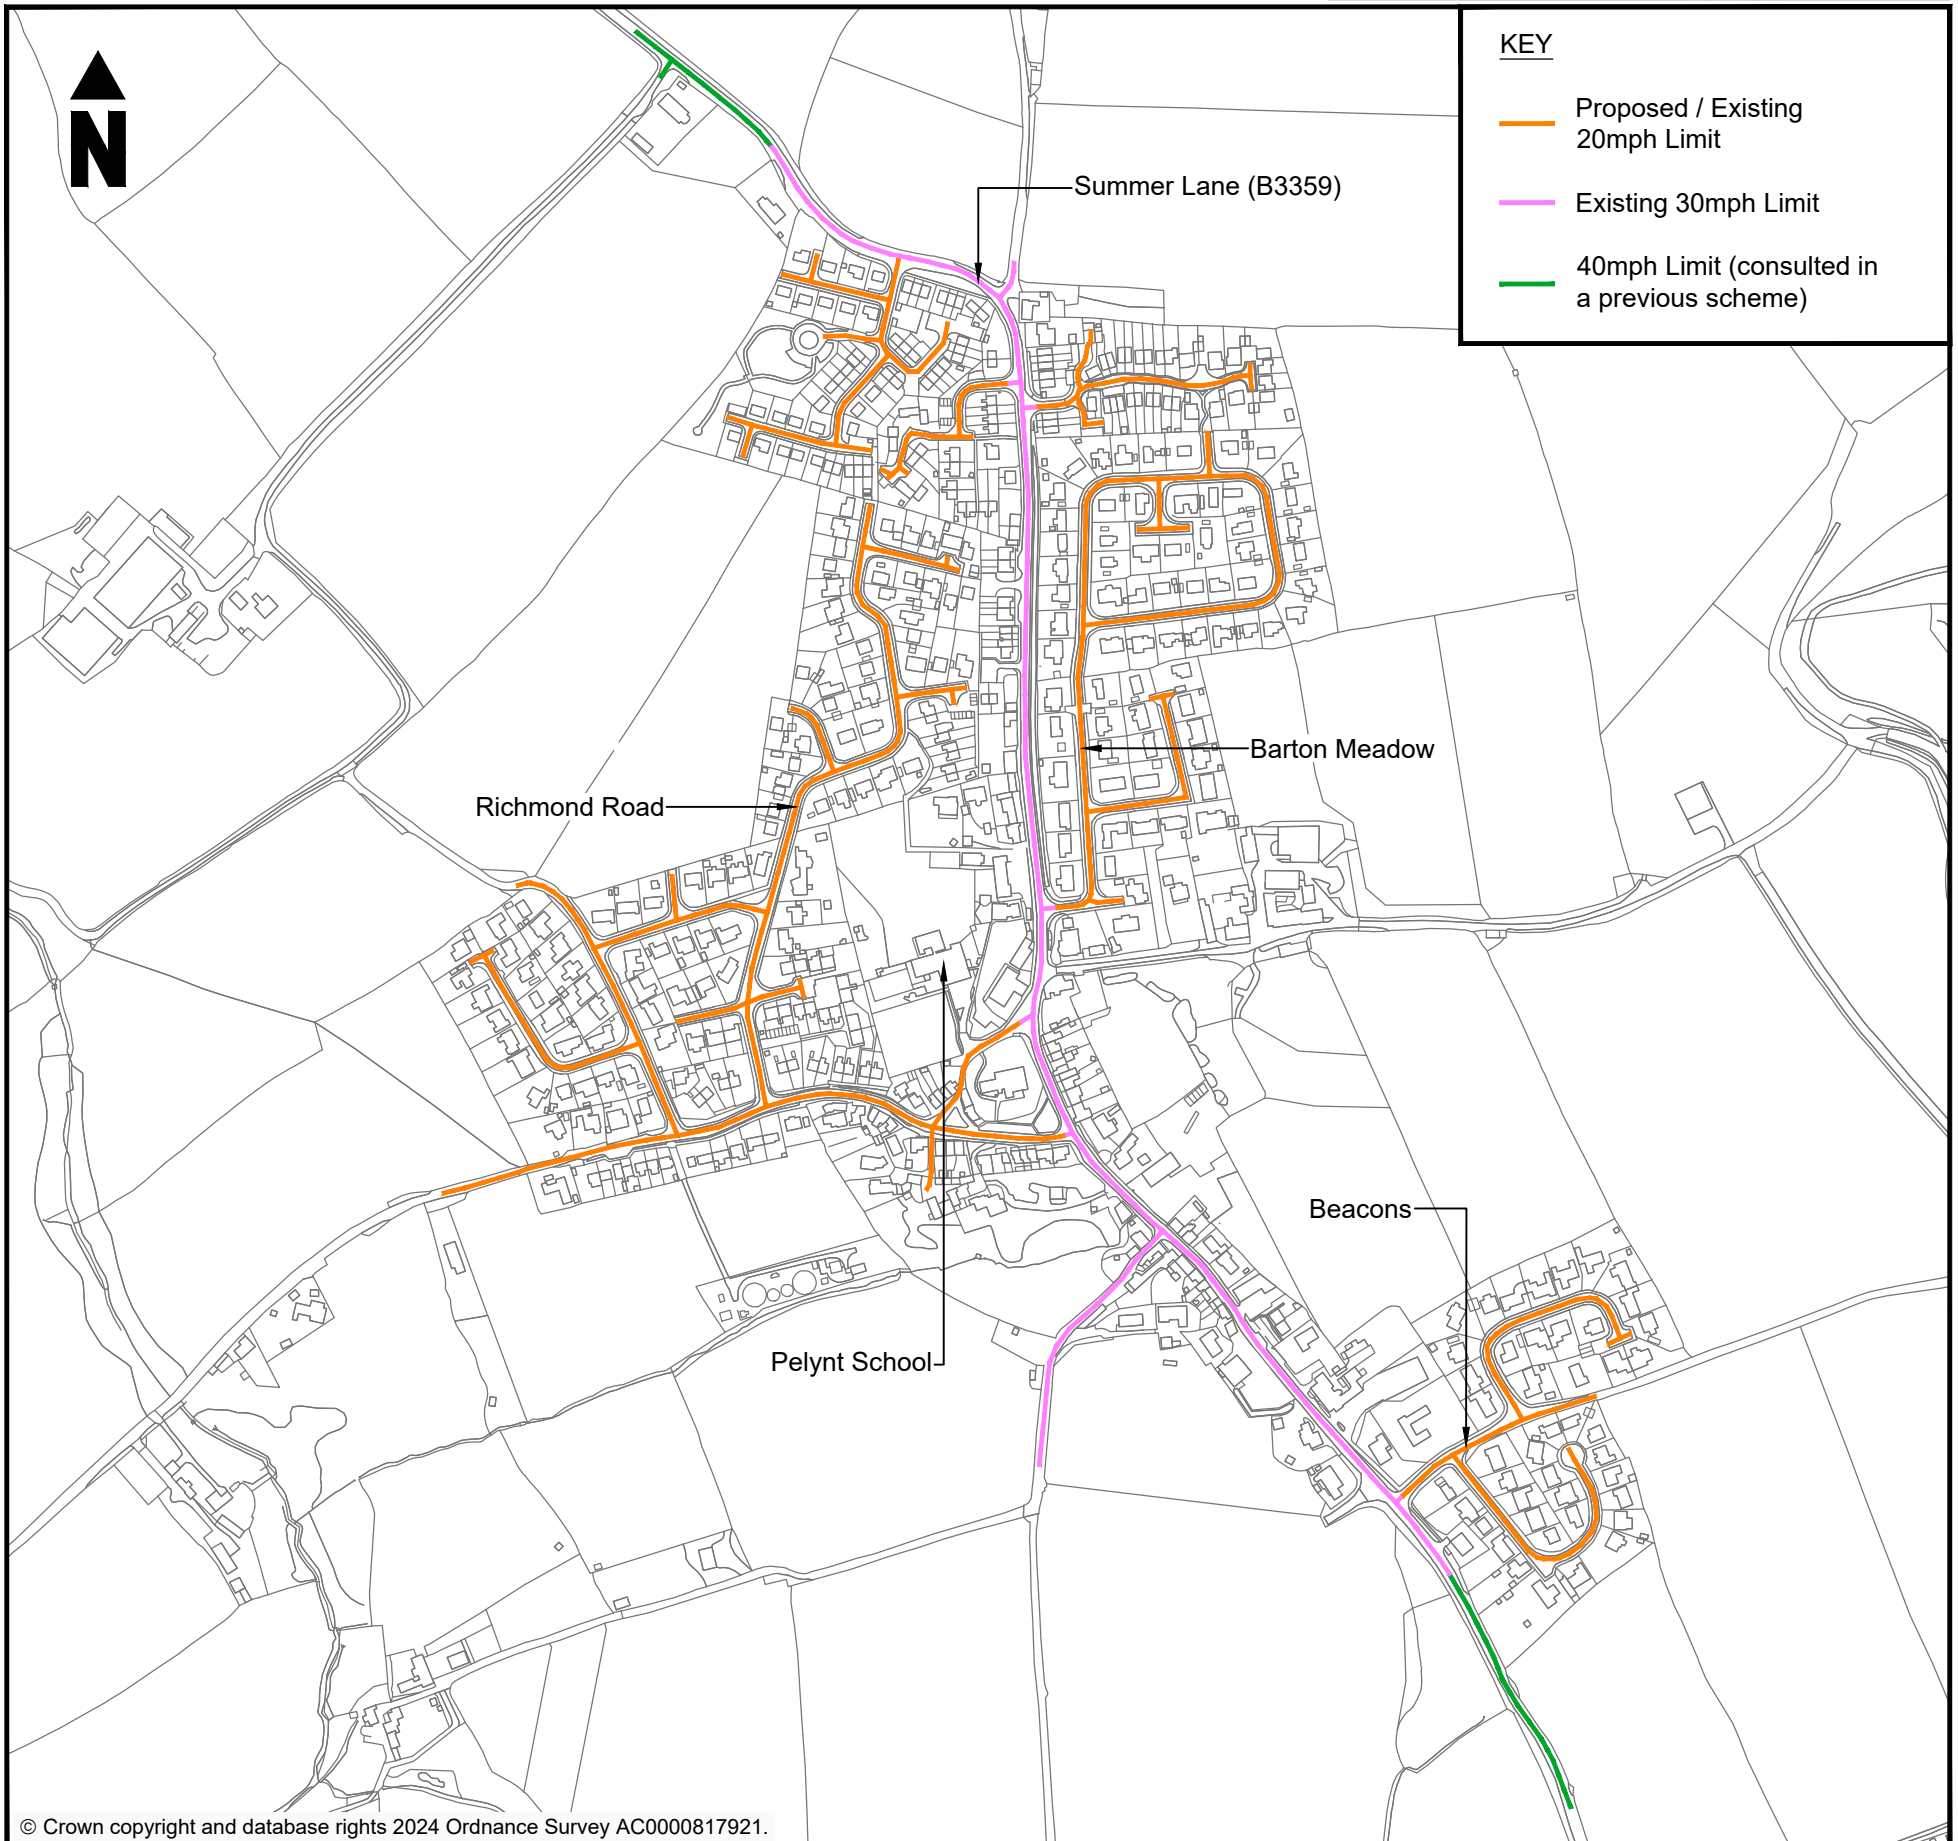 KEY
Proposed / Existing
20mph Limit
Existing 30mph Limit
40mph Limit (consulted in
a previous scheme)
N
Summer Lane (B3359)
Barton Meadow
Richmond Road
Beacons
Pelynt School
© Crown copyright and database rights 2024 Ordnance Survey AC0000817921.